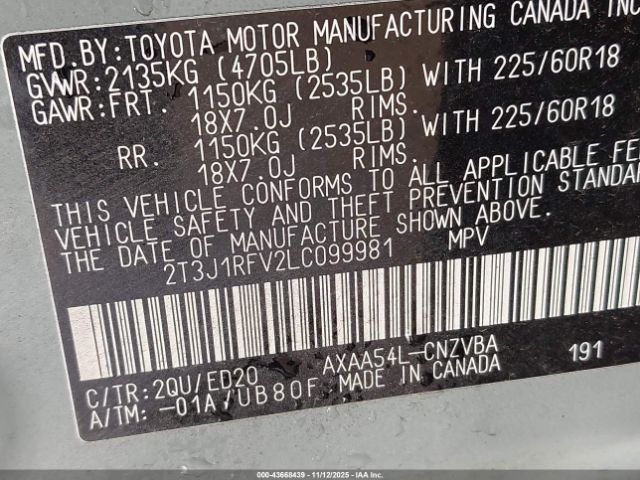 MFD.BY:TOYOTA MOTOR MANUFACTURING CANADA INC
GVWR:2135KG (4705LB)
GAWR:FRT. 1150KG (2535LB) WITH 225/60R18
18X7.0J RIMS.
RR. 1150KG (2535LB) WITH 225/60R18
18X7.0J RIMS.
THIS VEHICLE CONFORMS TO ALL APPLICABLE FE
VEHICLE SAFETY AND THEFT PREVENTION STANDAR
THE DATE OF MANUFACTURE SHOWN ABOVE.
2T3J1RFV2LC099981 MPV
AXAA54L-CNZVBA 191
C/TR:2QU/ED20
A/TM:-01A/UB80F MADE IN CANADA
000-43668439 - 11/12/2025 - IAAI.COM